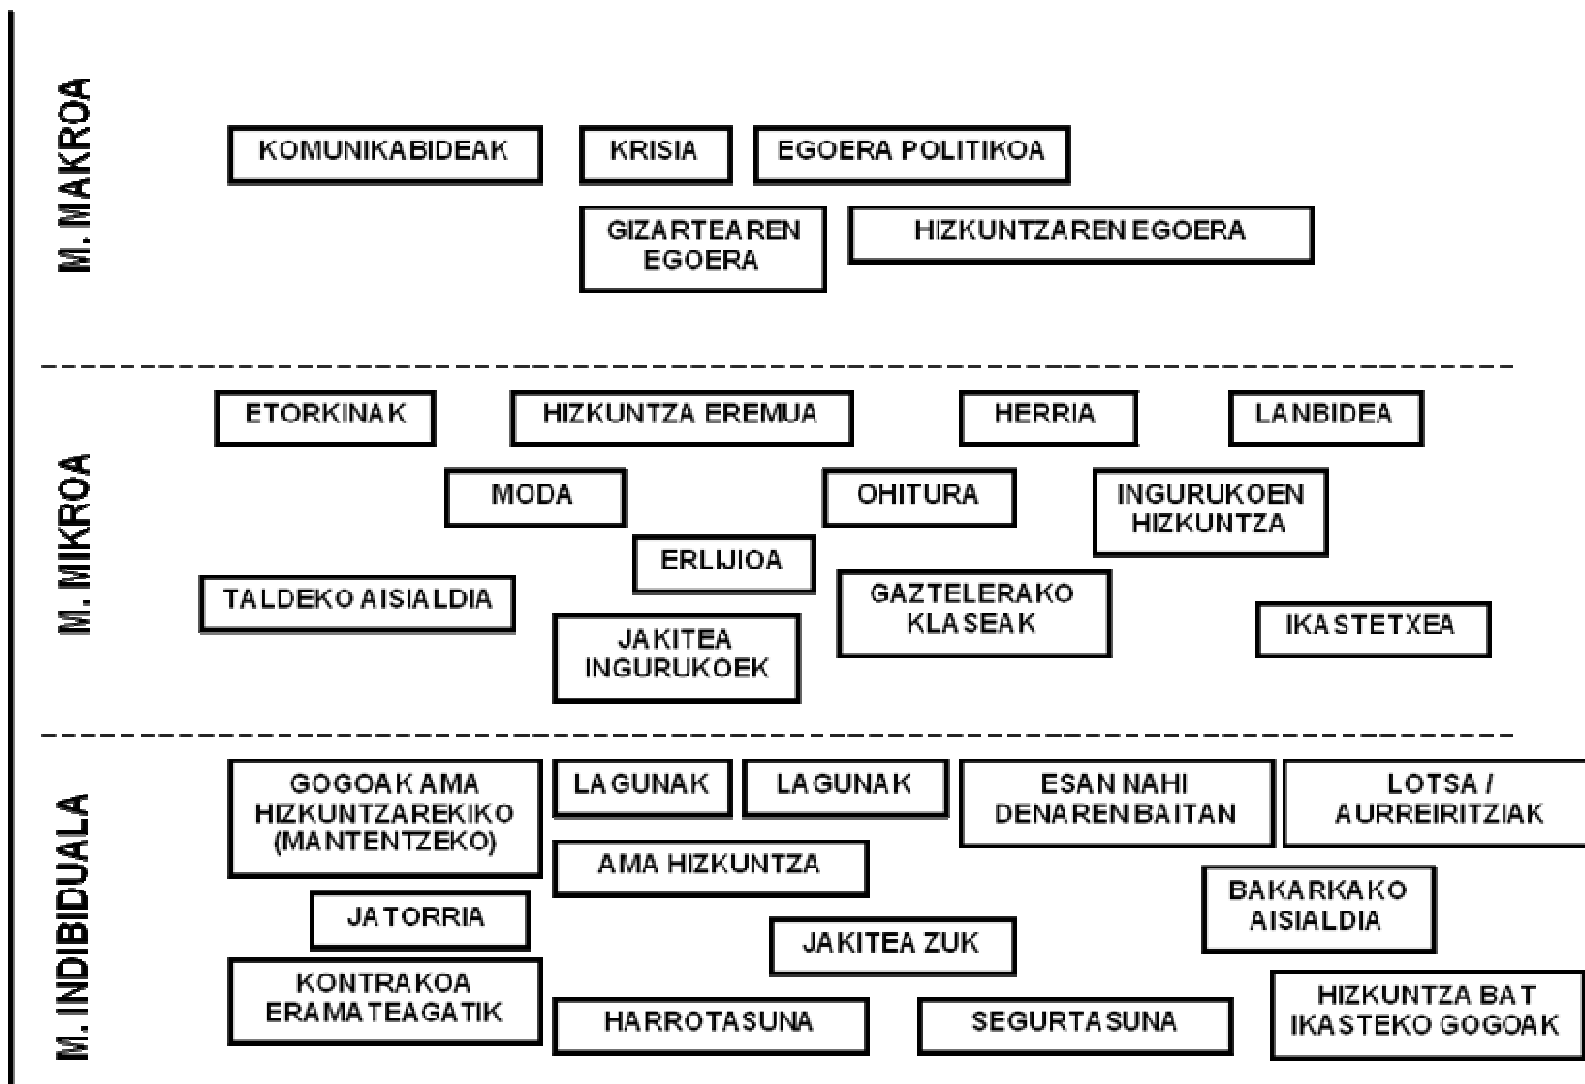 M. MAKROA
KOMUNIKABIDEAK
KRISIA
EGOERA POLITIKOA
GIZARTEAREN
EGOERA
HIZKUNTZAREN EGOERA
M. MIKROA
ETORKINAK
HIZKUNTZA EREMUA
HERRIA
LANBIDEA
MODA
OHITURA
INGURUKOEN
HIZKUNTZA
ERLIJIOA
TALDEKO AISIALDIA
GAZTELERAKO
KLASEAK
IKASTETXEA
JAKITEA
INGURUKOEK
M. INDIBIDUALA
GOGOAK AMA
HIZKUNTZAREKIKO
(MANTENTZEKO)
LAGUNAK
LAGUNAK
ESAN NAHI
DENAREN BAITAN
LOTSA /
AURREIRITZIAK
AMA HIZKUNTZA
BAKARKAKO
AISIALDIA
JATORRIA
JAKITEA ZUK
KONTRAKOA
ERAMATEAGATIK
HARROTASUNA
SEGURTASUNA
HIZKUNTZA BAT
IKASTEKO GOGOAK